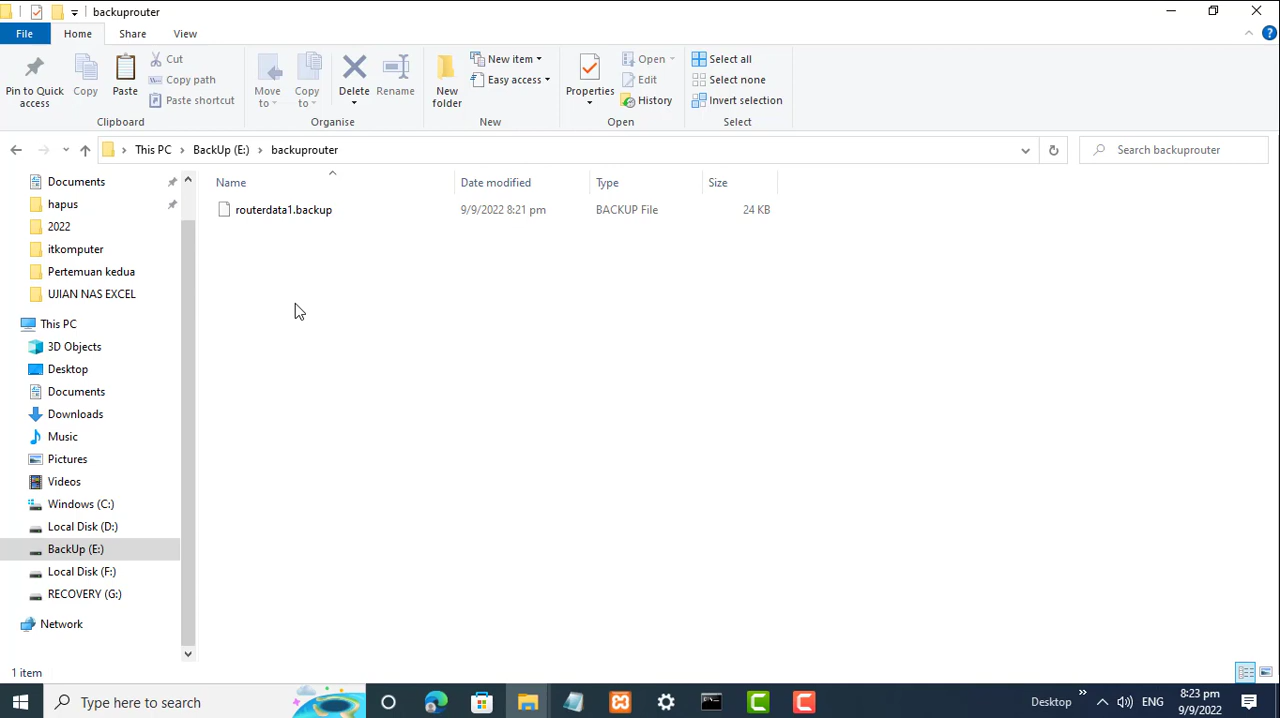 backuprouter
File Home Share View
Pin to Quick access
Copy
Paste
Cut
Copy path
Paste shortcut
Clipboard
Move to
Copy to
Delete
Rename
Organise
New folder
New item
Easy access
New
Properties
Open
Edit
History
Open
Select all
Select none
Invert selection
Select
This PC BackUp (E:) backuprouter
Search backuprouter
Name Date modified Type Size
routerdata1.backup 9/9/2022 8:21 pm BACKUP File 24 KB
Documents
hapus
2022
itkomputer
Pertemuan kedua
UJIAN NAS EXCEL
This PC
3D Objects
Desktop
Documents
Downloads
Music
Pictures
Videos
Windows (C:)
Local Disk (D:)
BackUp (E:)
Local Disk (F:)
RECOVERY (G:)
Network
1 item
Type here to search
Desktop
ENG
8:23 pm
9/9/2022